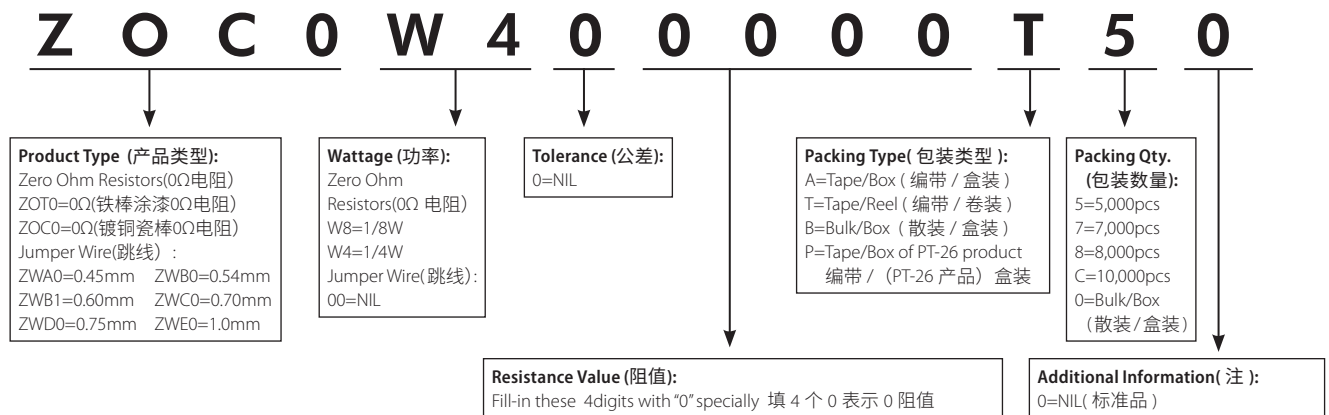 Z O C 0 W 4 0 0 0 0 0 T 5 0
Product Type (产品类型):
Zero Ohm Resistors(0Ω电阻)
ZOT0=0Ω(铁棒涂漆0Ω电阻)
ZOC0=0Ω(镀铜瓷棒0Ω电阻)
Jumper Wire(跳线）:
ZWA0=0.45mm ZWB0=0.54mm
ZWB1=0.60mm ZWC0=0.70mm
ZWD0=0.75mm ZWE0=1.0mm
Wattage (功率):
Zero Ohm
Resistors(0Ω 电阻)
W8=1/8W
W4=1/4W
Jumper Wire(跳线):
00=NIL
Tolerance (公差):
0=NIL
Packing Type( 包装类型 ):
A=Tape/Box ( 编带 / 盒装 )
T=Tape/Reel ( 编带 / 卷装 )
B=Bulk/Box ( 散装 / 盒装 )
P=Tape/Box of PT-26 product
编带 /（PT-26 产品）盒装
Packing Qty.
(包装数量):
5=5,000pcs
7=7,000pcs
8=8,000pcs
C=10,000pcs
0=Bulk/Box
（散装 / 盒装）
Resistance Value (阻值):
Fill-in these 4digits with "0" specially 填 4 个 0 表示 0 阻值
Additional Information( 注 ):
0=NIL( 标准品 )